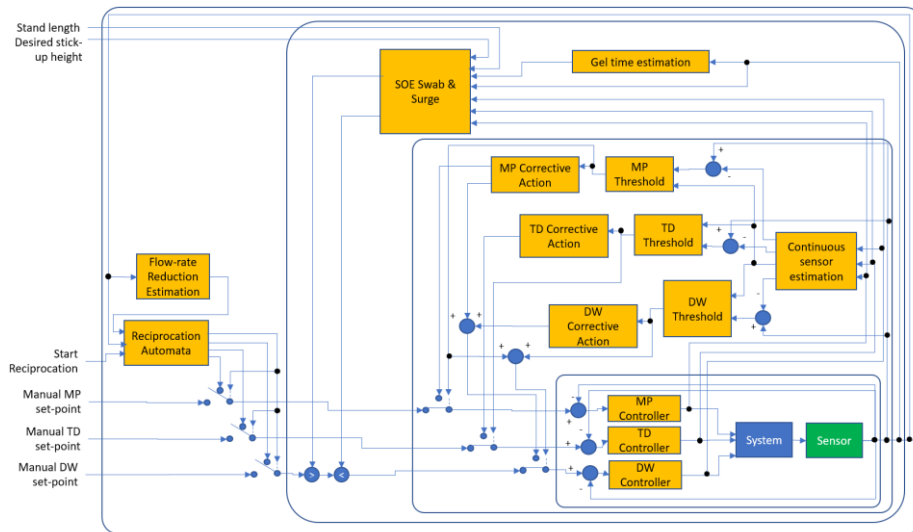 Stand length
Desired stick-
up height
SOE Swab &
Surge
Gel time estimation
MP Corrective
Action
MP
Threshold
+
-
TD Corrective
Action
TD
Threshold
-
+
Continuous
sensor
estimation
Flow-rate
Reduction
Estimation
DW
Corrective
Action
DW
Threshold
-
+
+
+
+
+
Reciprocation
Automata
Start
Reciprocation
Manual MP
set-point
Manual TD
set-point
Manual DW
set-point
>
<
+
-
MP
Controller
+
-
TD
Controller
+
-
DW
Controller
System
Sensor